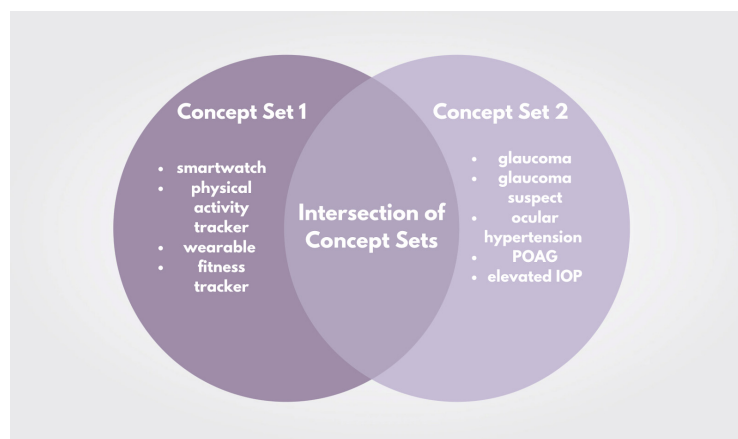 Concept Set 1
• smartwatch
• physical
activity
tracker
• wearable
• fitness
tracker
Intersection of
Concept Sets
Concept Set 2
• glaucoma
• glaucoma
suspect
• ocular
hypertension
• POAG
• elevated IOP